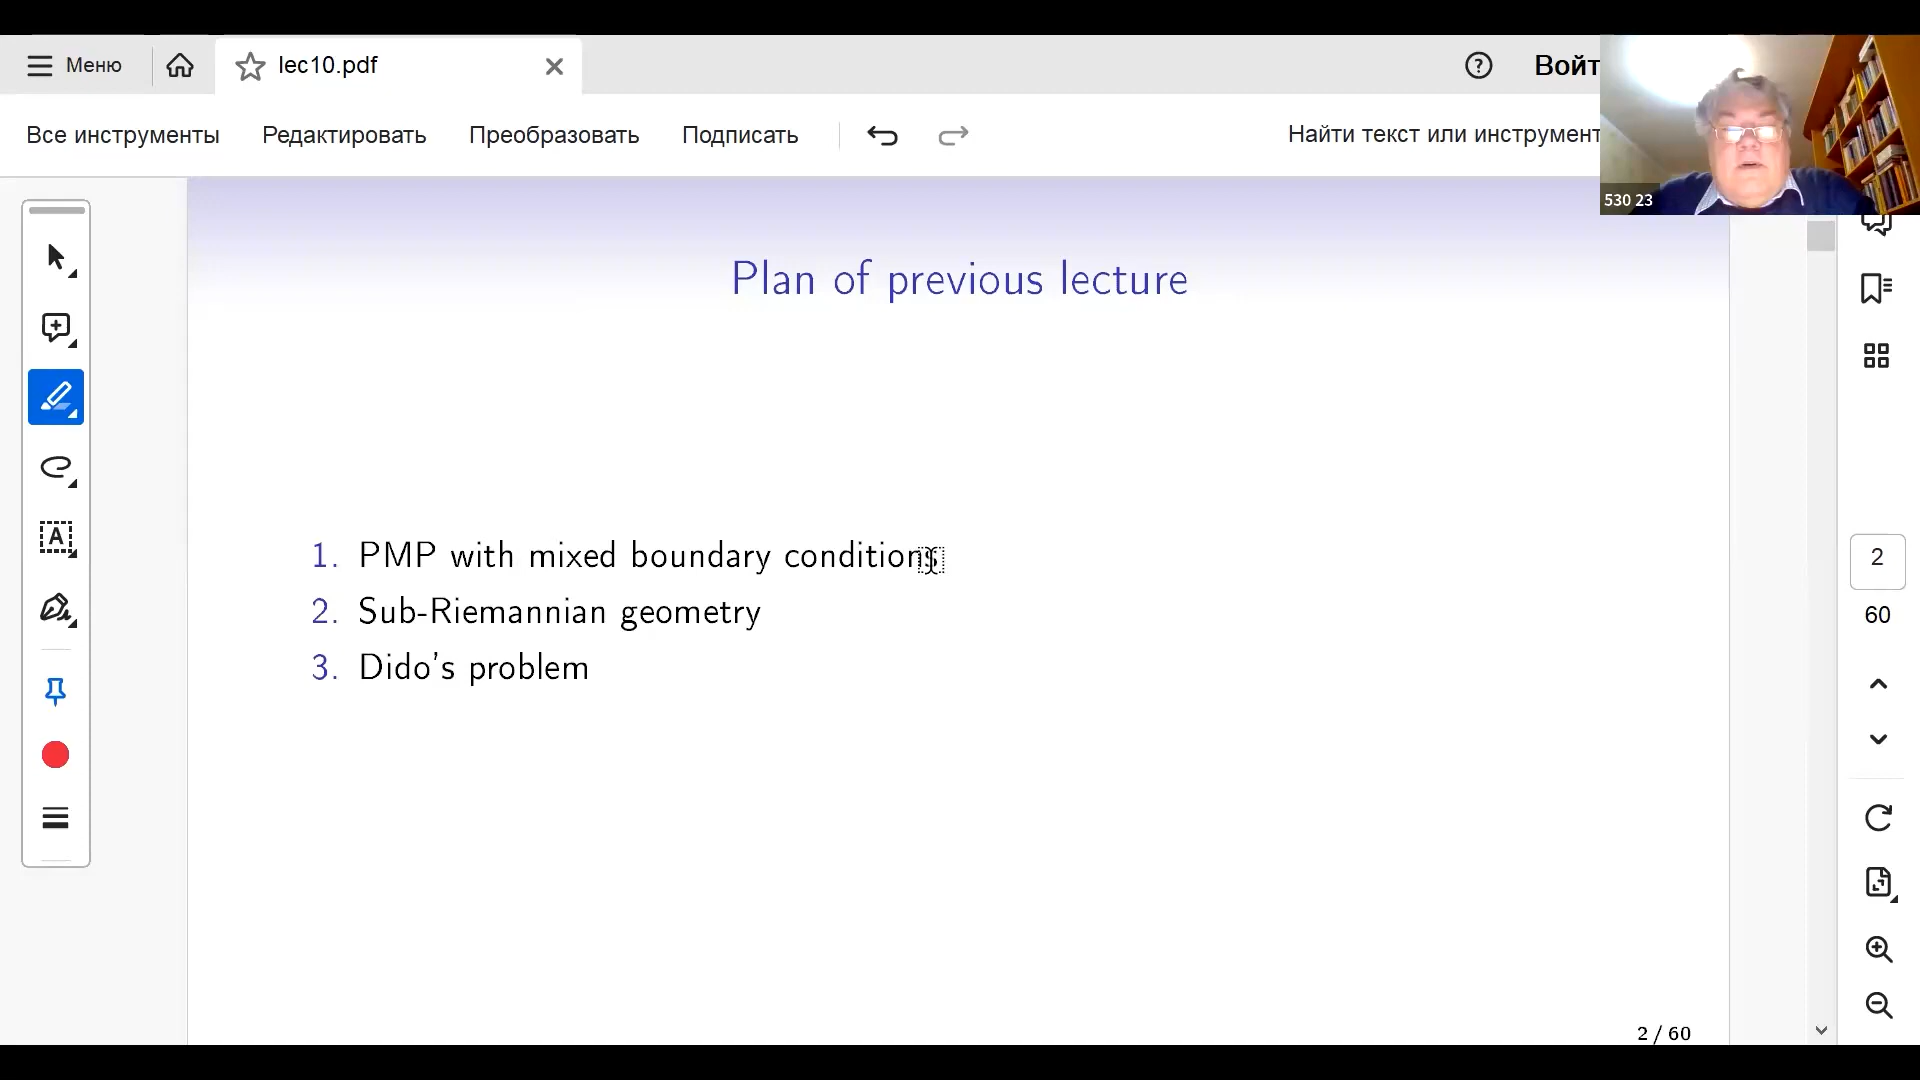 Меню
lec10.pdf
Войт
Все инструменты
Редактировать
Преобразовать
Подписать
Найти текст или инструмент
530 23
Plan of previous lecture
1. PMP with mixed boundary conditions
2. Sub-Riemannian geometry
3. Dido's problem
2
60
2 / 60